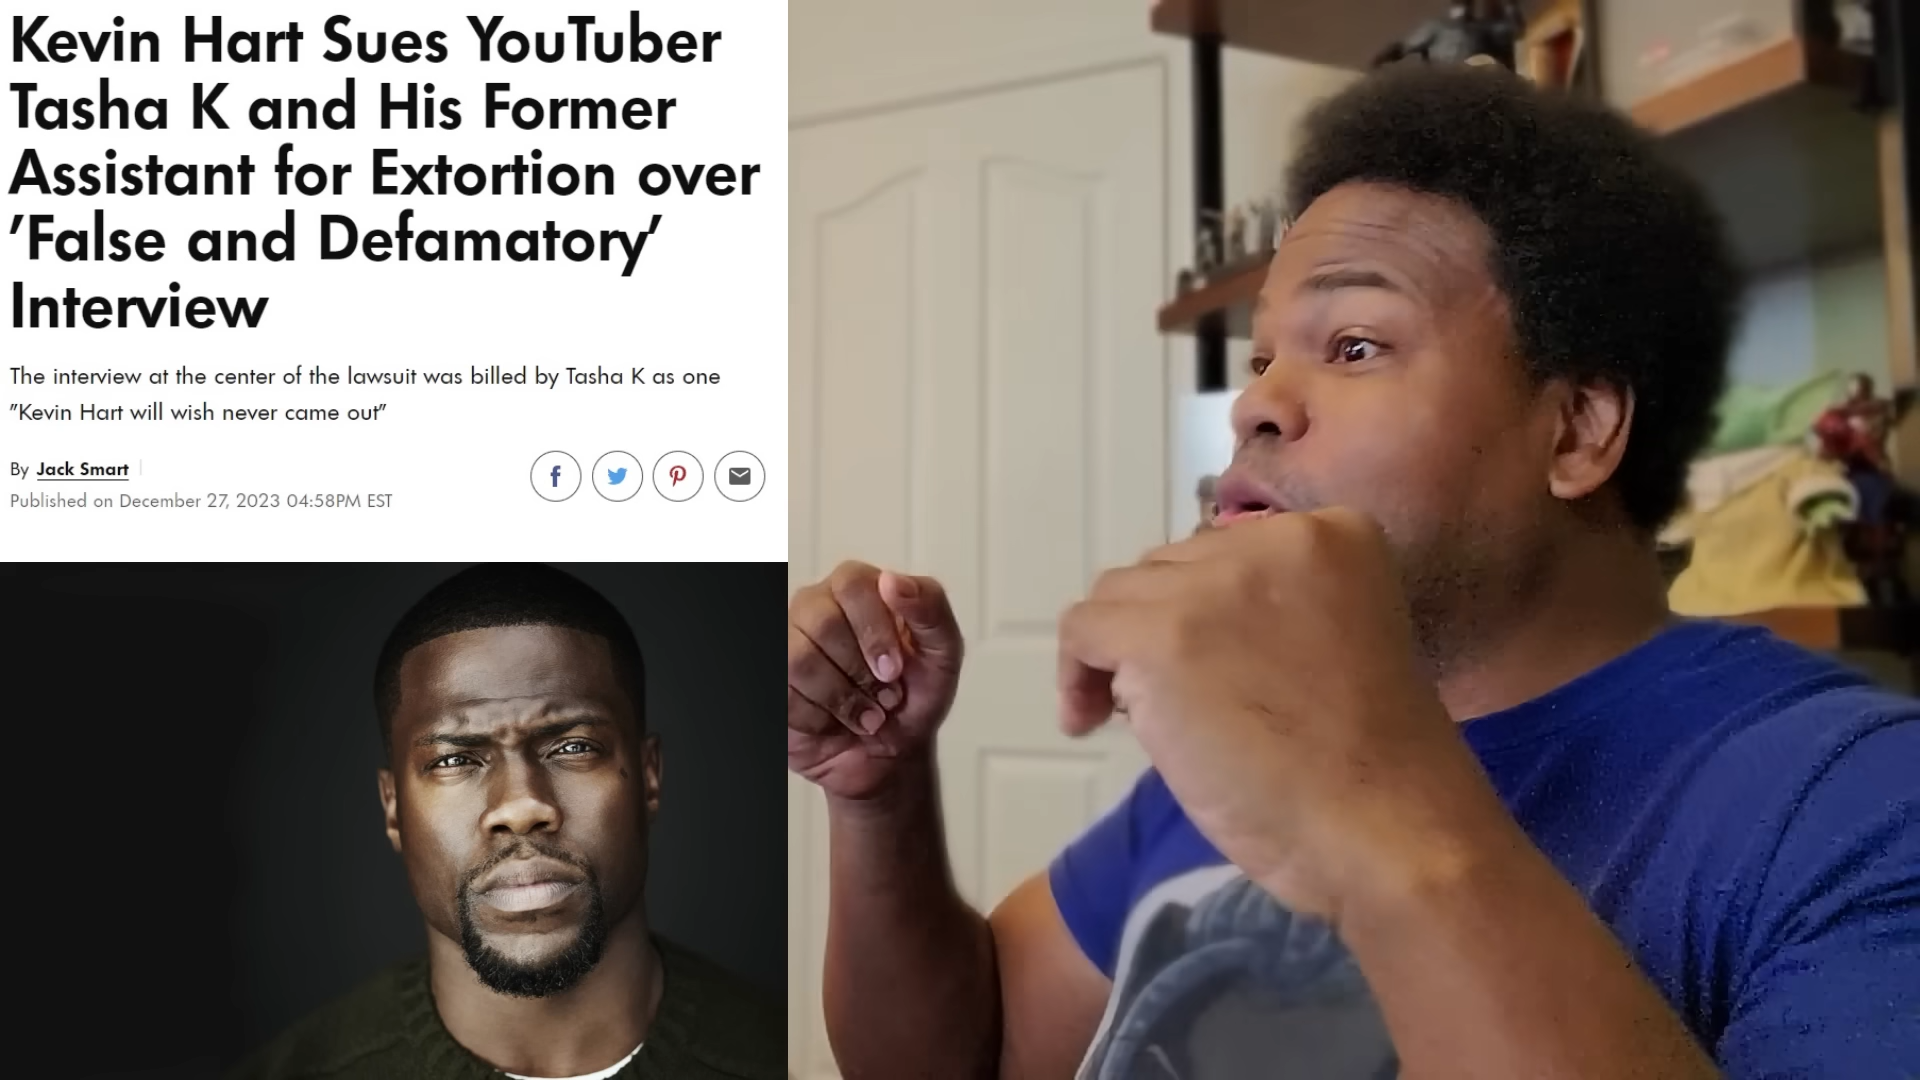 Kevin Hart Sues YouTuber
Tasha K and His Former
Assistant for Extortion over
'False and Defamatory'
Interview
The interview at the center of the lawsuit was billed by Tasha K as one
"Kevin Hart will wish never came out"
By Jack Smart
Published on December 27, 2023 04:58PM EST